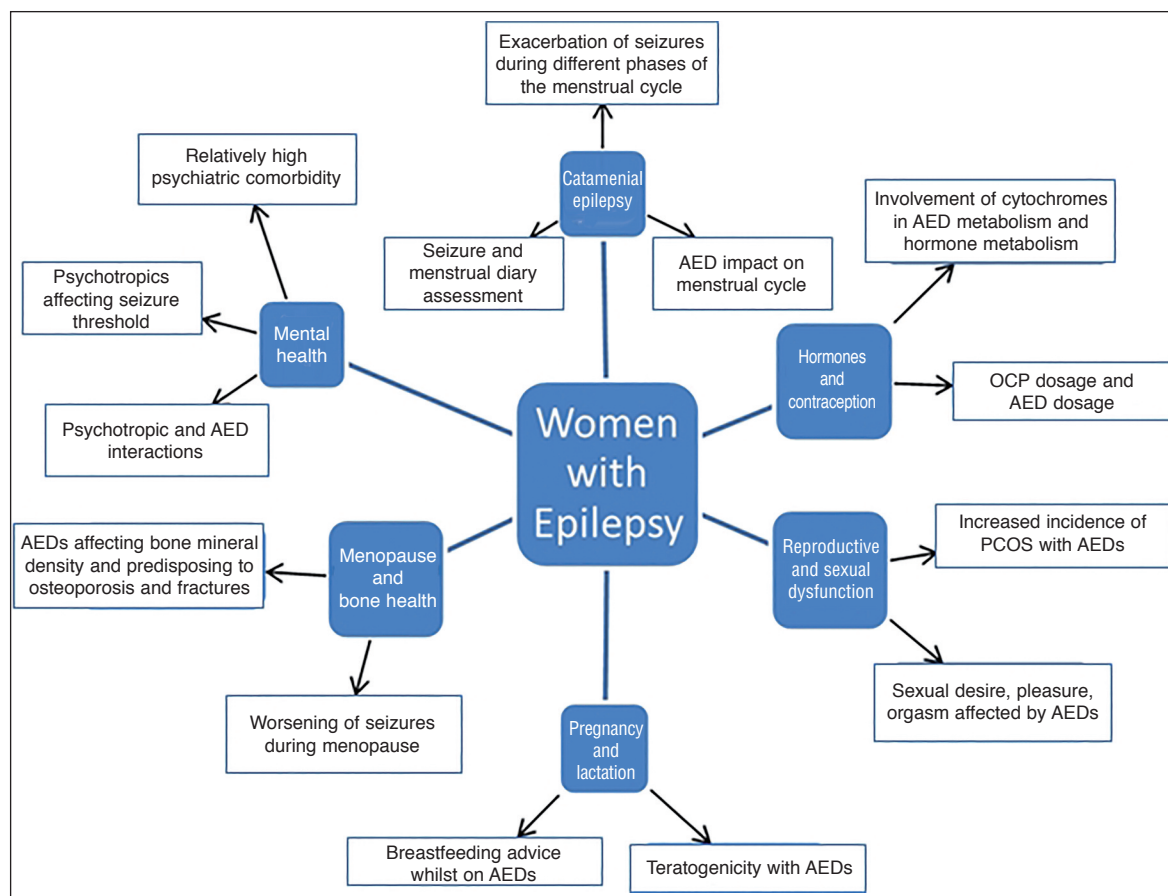 Exacerbation of seizures
during different phases of
the menstrual cycle
Relatively high
psychiatric comorbidity
Catamenial
epilepsy
Involvement of cytochromes
in AED metabolism and
hormone metabolism
Seizure and
menstrual diary
assessment
AED impact on
menstrual cycle
Psychotropics
affecting seizure
threshold
Mental
health
Hormones
and
contraception
OCP dosage and
AED dosage
Psychotropic and AED
interactions
Women
with
Epilepsy
AEDs affecting bone mineral
density and predisposing to
osteoporosis and fractures
Menopause
and
bone health
Reproductive
and sexual
dysfunction
Increased incidence of
PCOS with AEDs
Worsening of seizures
during menopause
Pregnancy
and
lactation
Sexual desire, pleasure,
orgasm affected by AEDs
Breastfeeding advice
whilst on AEDs
Teratogenicity with AEDs